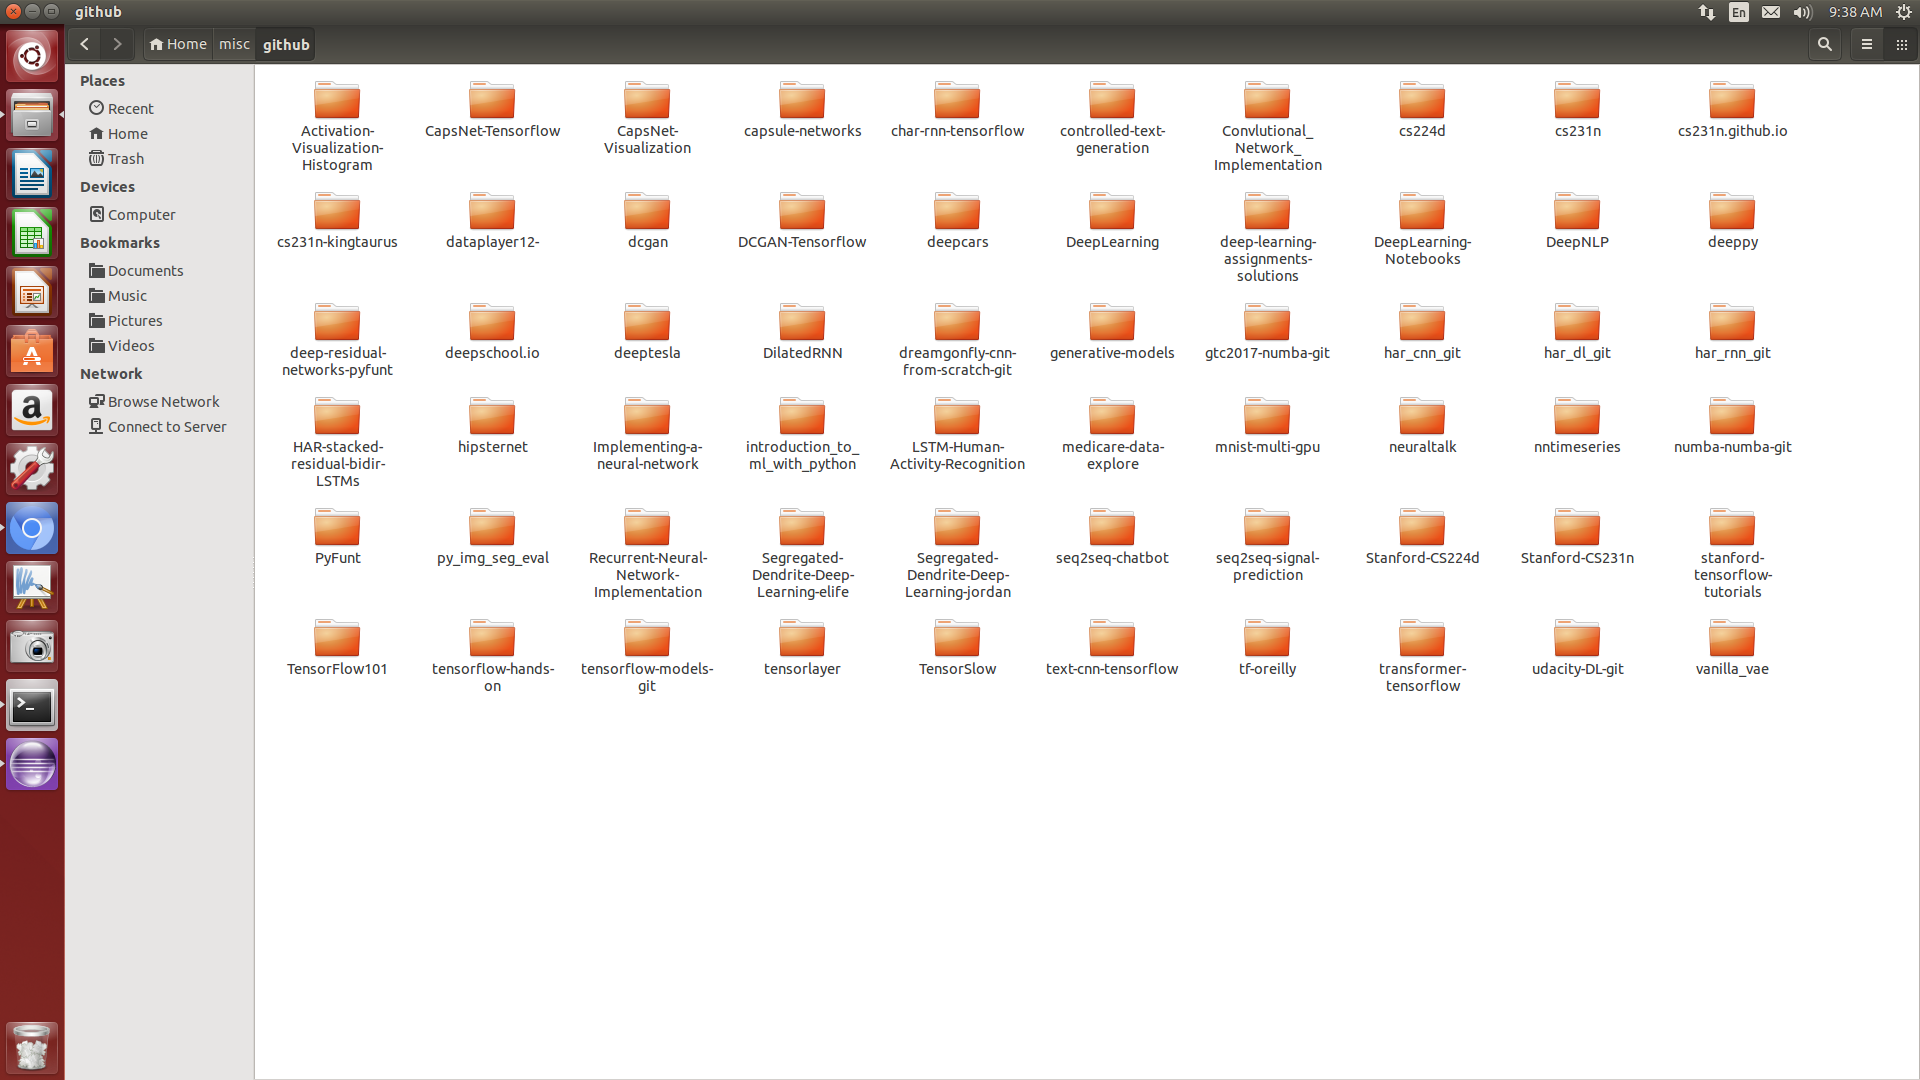 github
En
9:38 AM
Home misc github
Places
Recent
Home
Trash
Devices
Computer
Bookmarks
Documents
Music
Pictures
Videos
Network
Browse Network
Connect to Server
Activation-
Visualization-
Histogram
CapsNet-Tensorflow
CapsNet-
Visualization
capsule-networks
char-rnn-tensorflow
controlled-text-
generation
Convlutional_
Network_
Implementation
cs224d
cs231n
cs231n.github.io
cs231n-kingtaurus
dataplayer12-
dcgan
DCGAN-Tensorflow
deepcars
DeepLearning
deep-learning-
assignments-
solutions
DeepLearning-
Notebooks
DeepNLP
deeppy
deep-residual-
networks-pyfunt
deepschool.io
deeptesla
DilatedRNN
dreamgonfly-cnn-
from-scratch-git
generative-models
gtc2017-numba-git
har_cnn_git
har_dl_git
har_rnn_git
HAR-stacked-
residual-bidir-
LSTMs
hipsternet
Implementing-a-
neural-network
introduction_to_
ml_with_python
LSTM-Human-
Activity-Recognition
medicare-data-
explore
mnist-multi-gpu
neuraltalk
nntimeseries
numba-numba-git
PyFunt
py_img_seg_eval
Recurrent-Neural-
Network-
Implementation
Segregated-
Dendrite-Deep-
Learning-elife
Segregated-
Dendrite-Deep-
Learning-jordan
seq2seq-chatbot
seq2seq-signal-
prediction
Stanford-CS224d
Stanford-CS231n
stanford-
tensorflow-
tutorials
TensorFlow101
tensorflow-hands-
on
tensorflow-models-
git
tensorlayer
TensorSlow
text-cnn-tensorflow
tf-oreilly
transformer-
tensorflow
udacity-DL-git
vanilla_vae